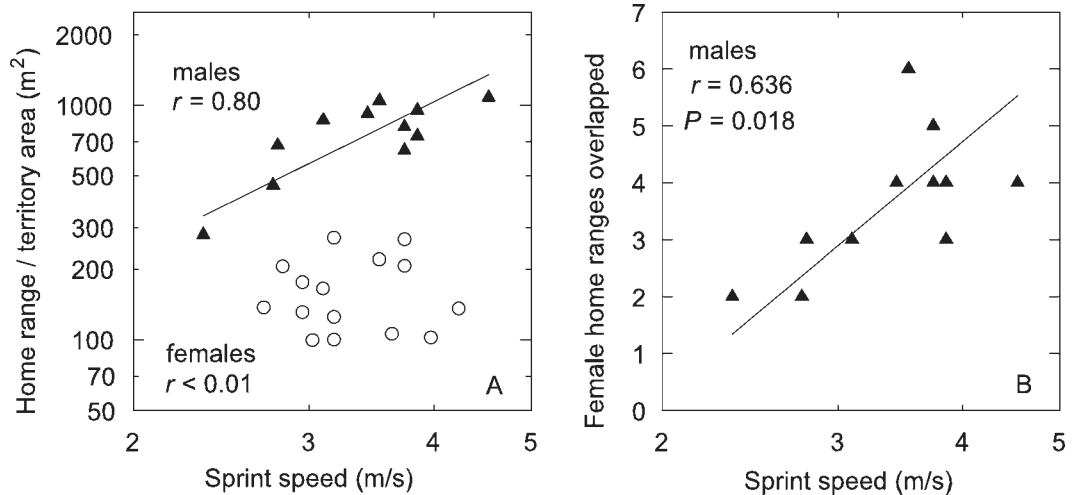 Home range / territory area (m²)
2000
1000
700
500
300
200
100
70
50
males
r = 0.80
females
r < 0.01
A
2
3
4
5
Sprint speed (m/s)
Female home ranges overlapped
7
6
5
4
3
2
1
0
males
r = 0.636
P = 0.018
B
2
3
4
5
Sprint speed (m/s)